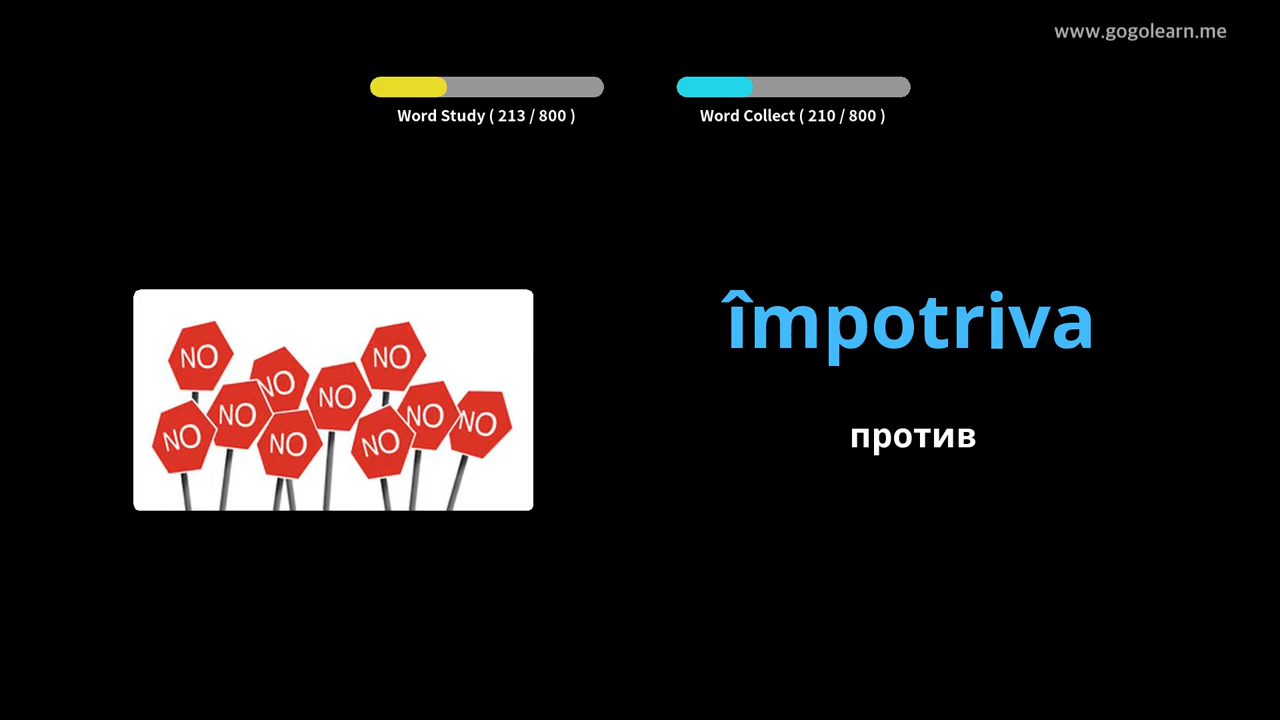 www.gogolearn.me
Word Study ( 213 / 800 )
Word Collect ( 210 / 800 )
împotriva
против
NO
NO
NO
NO
NO
NO
NO
NO
NO
NO